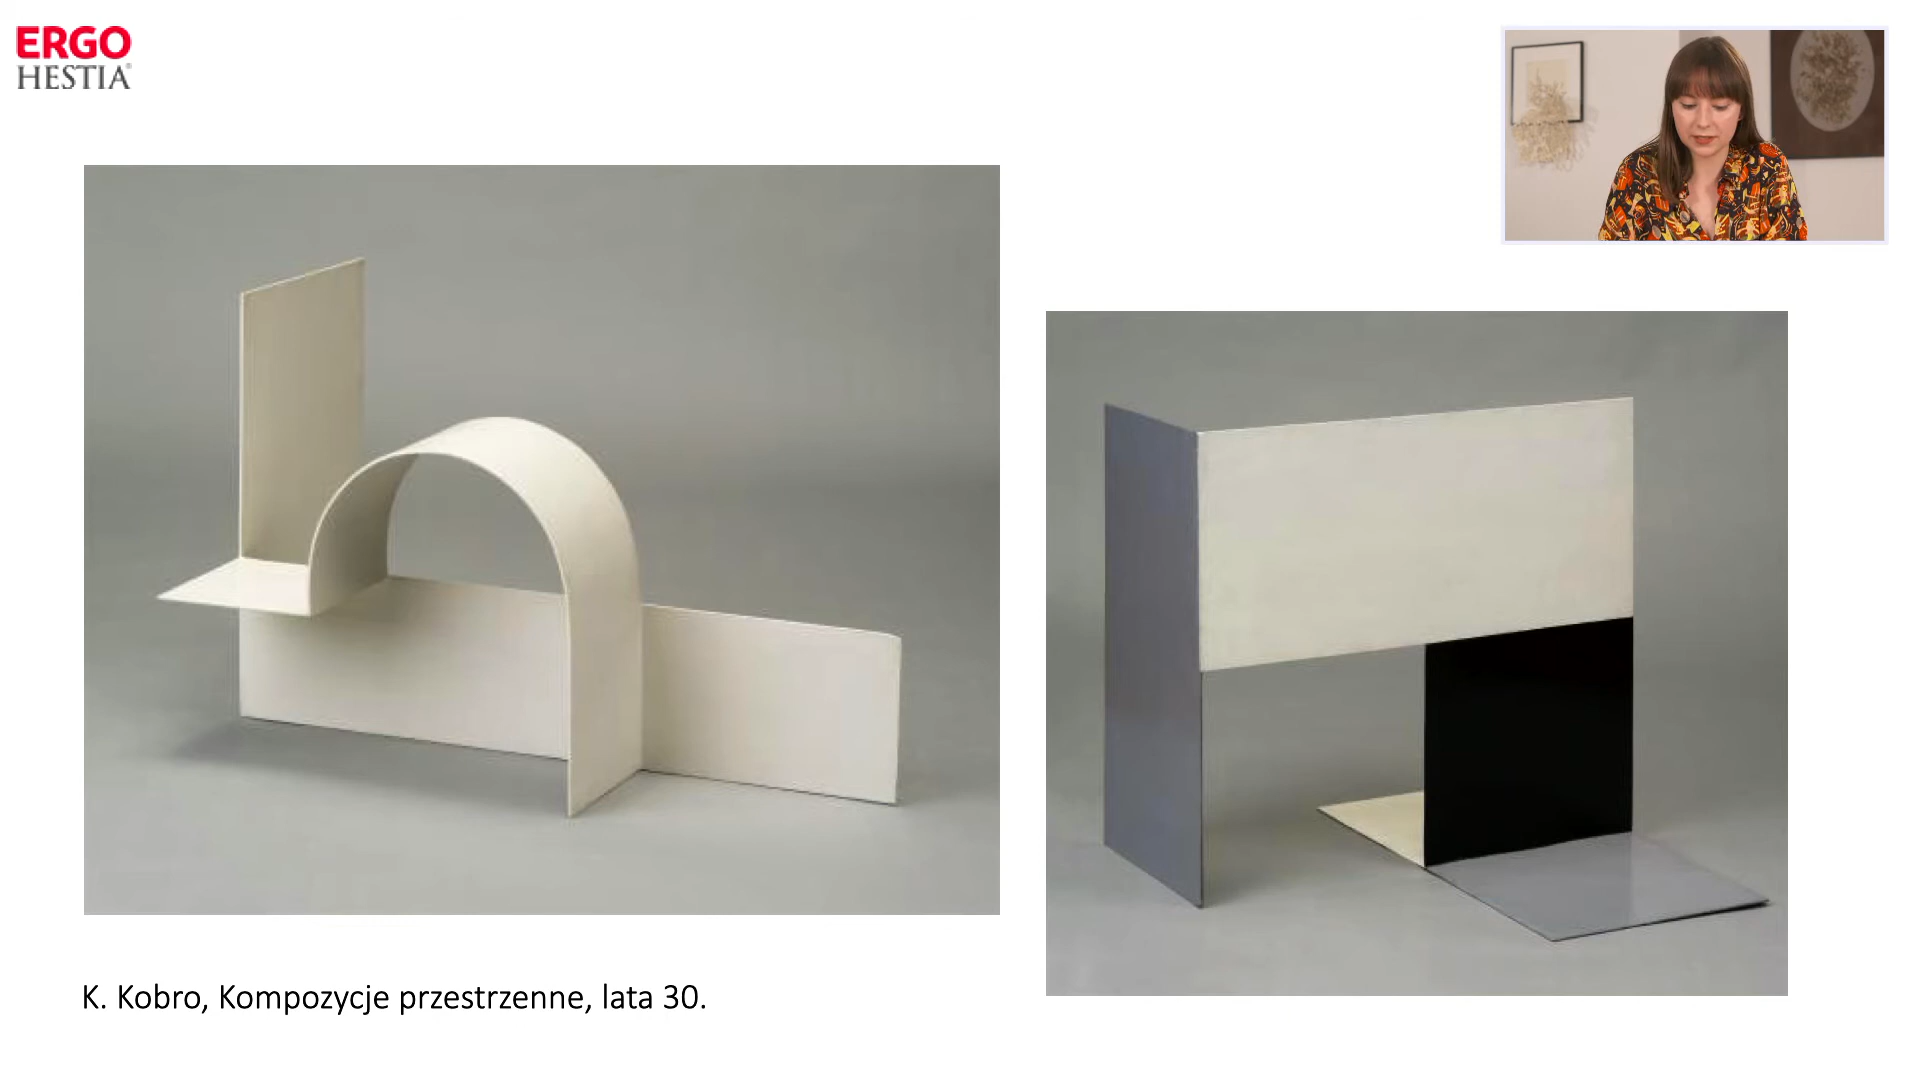 ERGO
HESTIA®
K. Kobro, Kompozycje przestrzenne, lata 30.